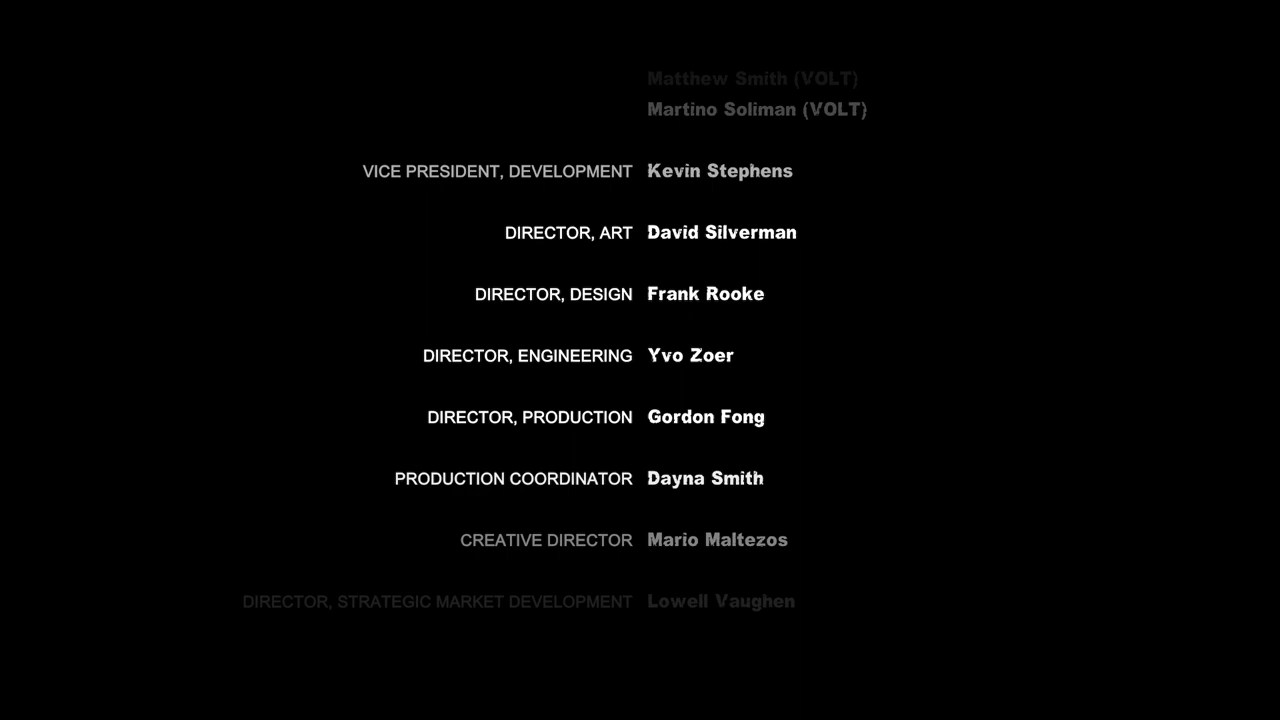 Matthew Smith (VOLT)
Martino Soliman (VOLT)
VICE PRESIDENT, DEVELOPMENT Kevin Stephens
DIRECTOR, ART David Silverman
DIRECTOR, DESIGN Frank Rooke
DIRECTOR, ENGINEERING Yvo Zoer
DIRECTOR, PRODUCTION Gordon Fong
PRODUCTION COORDINATOR Dayna Smith
CREATIVE DIRECTOR Mario Maltezos
DIRECTOR, STRATEGIC MARKET DEVELOPMENT Lowell Vaughen